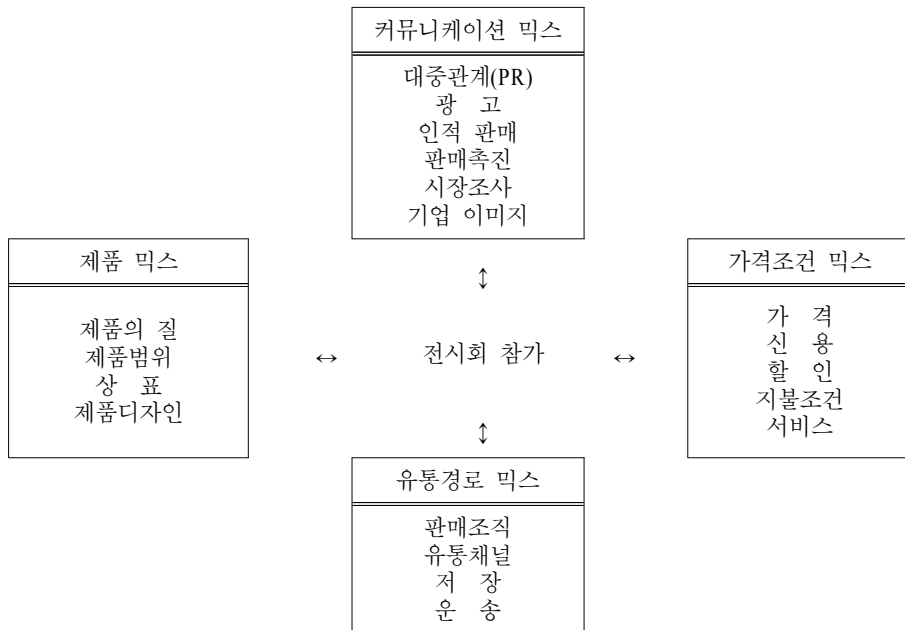 커뮤니케이션 믹스
대중관계(PR)
광 고
인적 판매
판매촉진
시장조사
기업 이미지
제품 믹스
제품의 질
제품범위
상 표
제품디자인
↕
↔ 전시회 참가 ↔
↕
가격조건 믹스
가 격
신 용
할 인
지불조건
서비스
유통경로 믹스
판매조직
유통채널
저 장
운 송